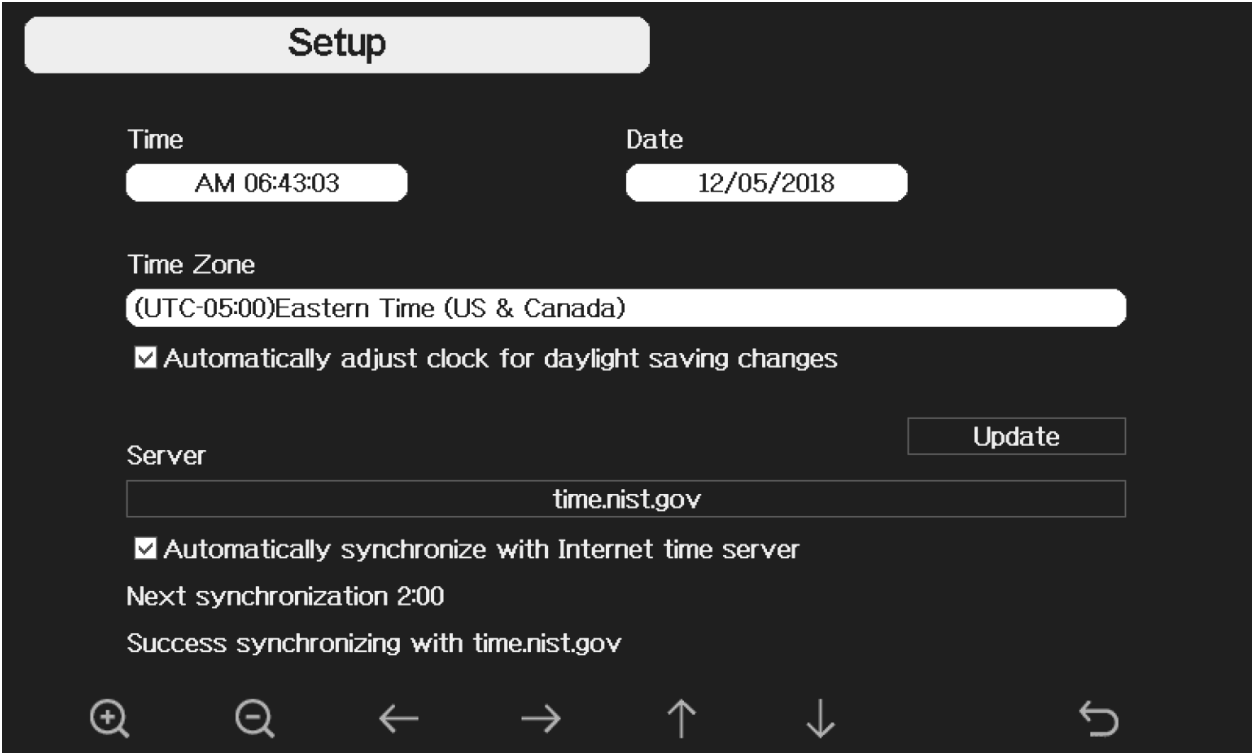 Setup
Time
Date
AM 06:43:03
12/05/2018
Time Zone
(UTC-05:00)Eastern Time (US & Canada)
Automatically adjust clock for daylight saving changes
Update
Server
time.nist.gov
Automatically synchronize with Internet time server
Next synchronization 2:00
Success synchronizing with time.nist.gov